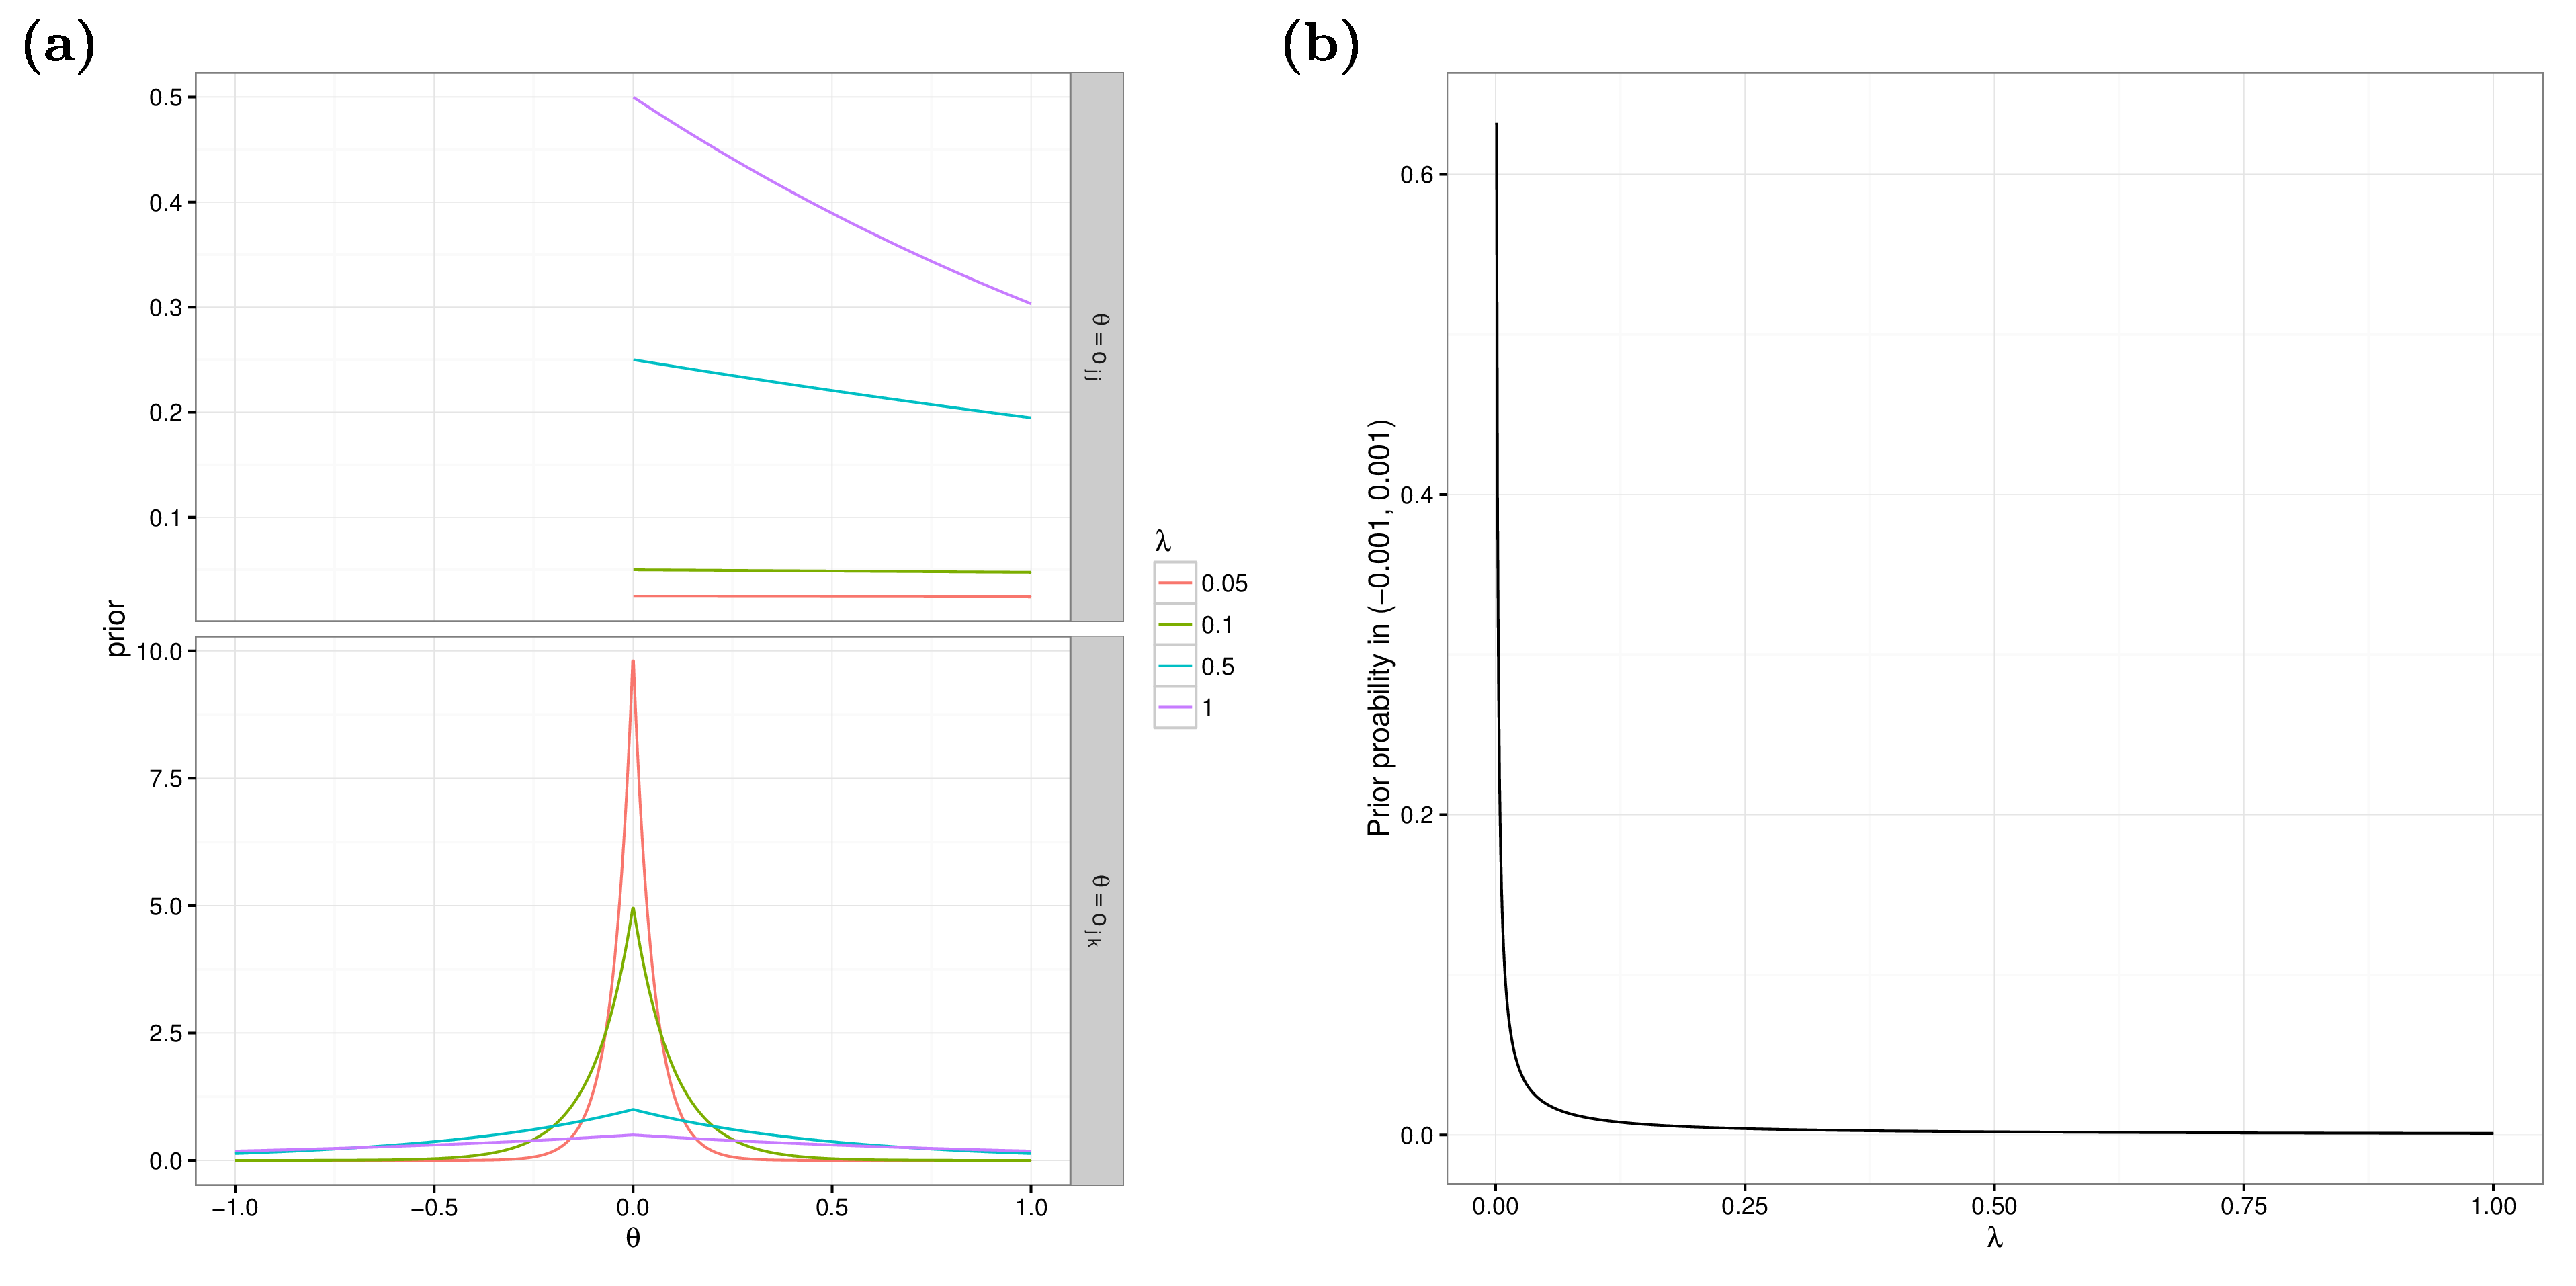 (a)
0.5
0.4
0.3
0.2
0.1
θ = o j j
prior
10.0
7.5
5.0
2.5
0.0
θ = o j k
−1.0 −0.5 0.0 0.5 1.0
θ
λ
0.05
0.1
0.5
1
(b)
Prior probability in (−0.001, 0.001)
0.6
0.4
0.2
0.0
0.00 0.25 0.50 0.75 1.00
λ